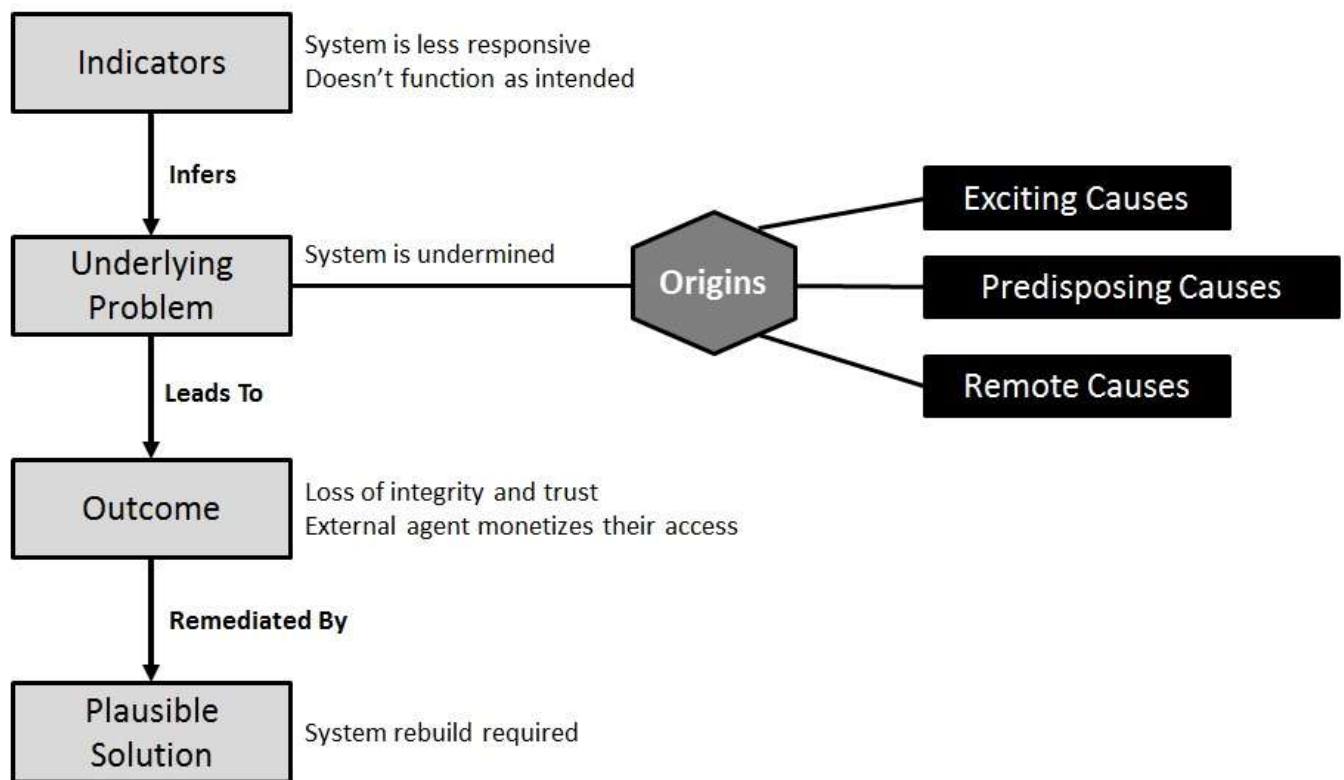 Indicators
System is less responsive
Doesn’t function as intended
Infers
Underlying
Problem
System is undermined
Origins
Exciting Causes
Predisposing Causes
Remote Causes
Leads To
Outcome
Loss of integrity and trust
External agent monetizes their access
Remediated By
Plausible
Solution
System rebuild required